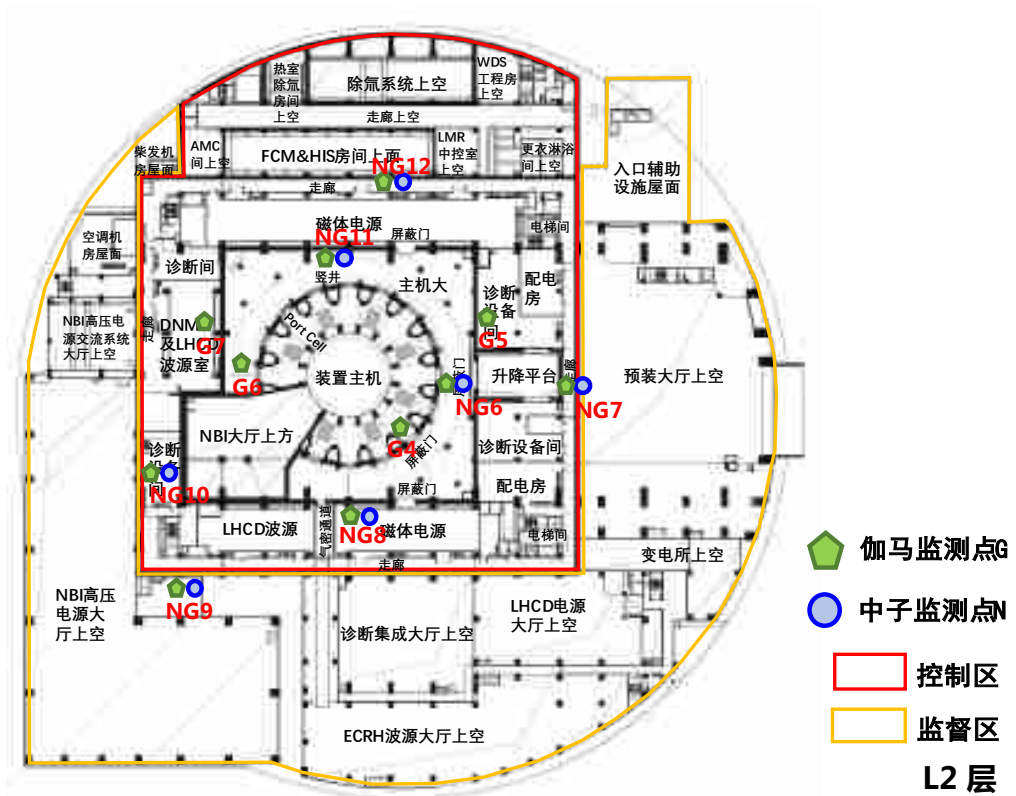 热室
除氚
房间
上空
除氚系统上空
WDS
工程房
上空
走廊上空
柴发机
房屋面
AMC
间上空
FCM&HIS房间上面
LMR
中控室
上空
更衣淋浴
间上空
NG12
走廊
入口辅助
设施屋面
磁体电源
屏蔽门
电梯间
NG11
空调机
房屋面
诊断间
竖井
主机大
诊断
设备
间
配电
房
G5
NBI高压电
源交流系统
大厅上空
走廊
DNM
及LHCD
波源室
G7
Port Cell
G6
装置主机
屏蔽门
NG6
升降平台
走廊
NG7
预装大厅上空
NBI大厅上方
G4
屏蔽门
诊断设备间
诊断
设备
间
NG10
屏蔽门
配电房
LHCD波源
气密通道
NG8
磁体电源
电梯间
走廊
变电所上空
NG9
NBI高压
电源大
厅上空
诊断集成大厅上空
LHCD电源
大厅上空
ECRH波源大厅上空
伽马监测点G
中子监测点N
控制区
监督区
L2 层